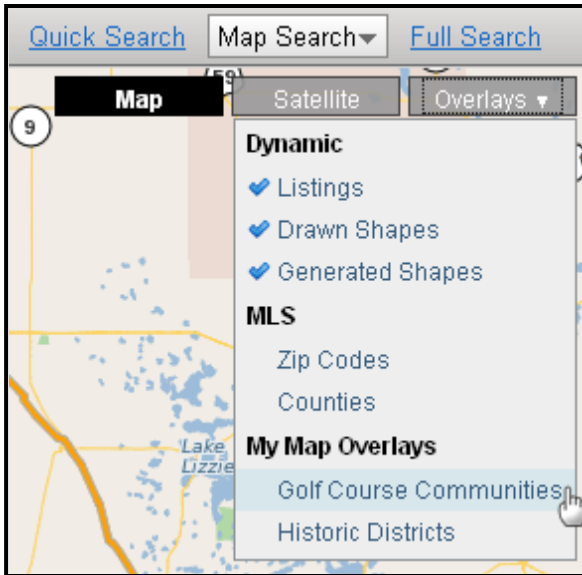 Quick Search Map Search Full Search
59
Map Satellite Overlays
9
Dynamic
Listings
Drawn Shapes
Generated Shapes
MLS
Zip Codes
Counties
My Map Overlays
Lake
Lizzie
Golf Course Communities
Historic Districts